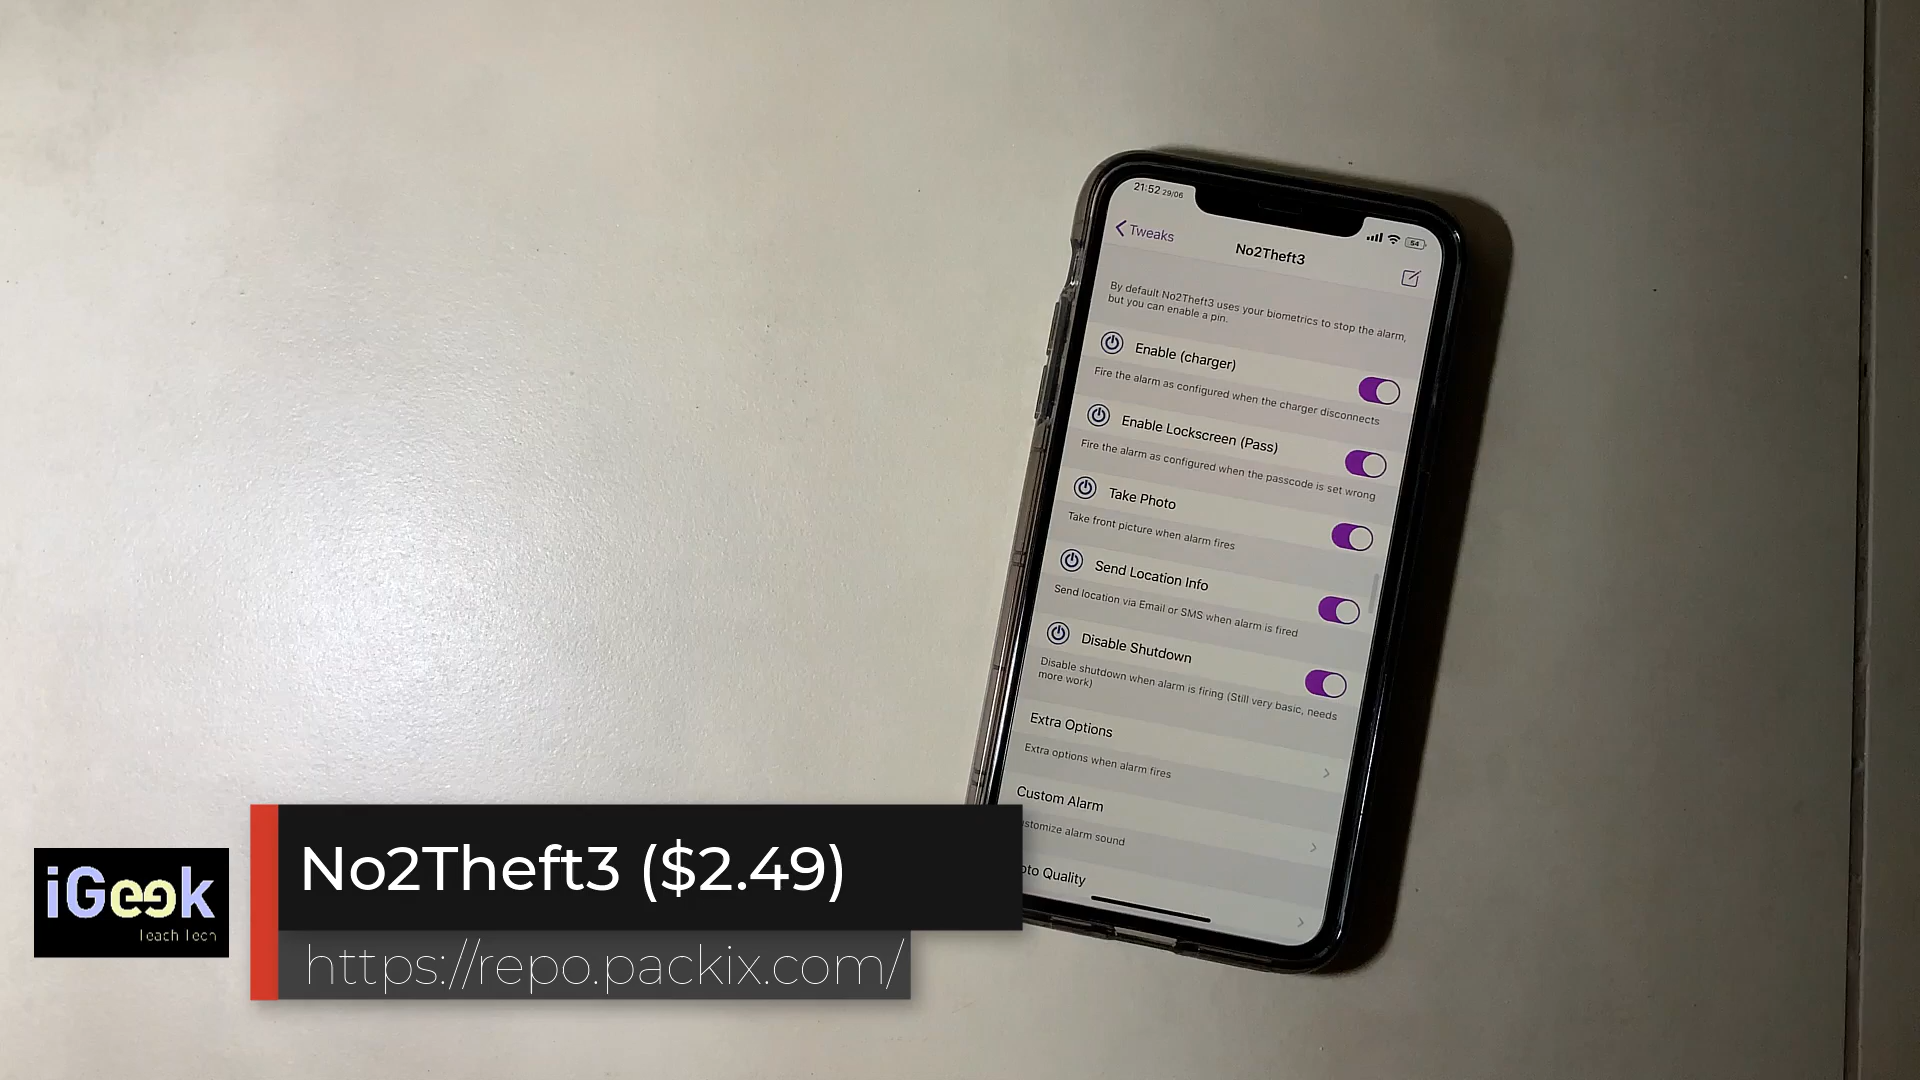 21:52 29/06
54
Tweaks
No2Theft3
By default No2Theft3 uses your biometrics to stop the alarm,
but you can enable a pin.
Enable (charger)
Fire the alarm as configured when the charger disconnects
Enable Lockscreen (Pass)
Fire the alarm as configured when the passcode is set wrong
Take Photo
Take front picture when alarm fires
Send Location Info
Send location via Email or SMS when alarm is fired
Disable Shutdown
Disable shutdown when alarm is firing (Still very basic, needs
more work)
Extra Options
Extra options when alarm fires
Custom Alarm
stomize alarm sound
oto Quality
No2Theft3 ($2.49)
https://repo.packix.com/
iGeek
Teach Tech